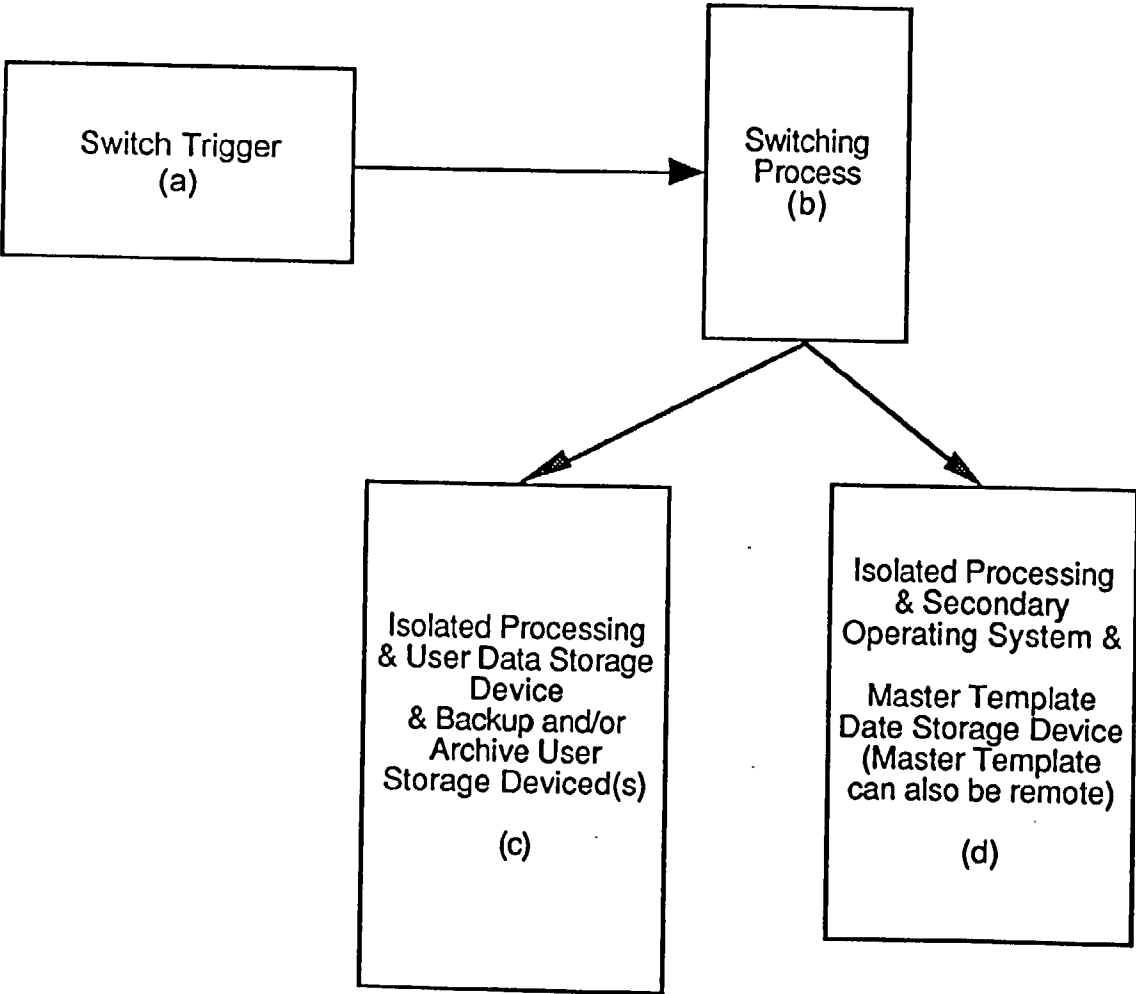 Switch Trigger
(a)
Switching
Process
(b)
Isolated Processing
& User Data Storage
Device
& Backup and/or
Archive User
Storage Deviced(s)
(c)
Isolated Processing
& Secondary
Operating System &
Master Template
Date Storage Device
(Master Template
can also be remote)
(d)